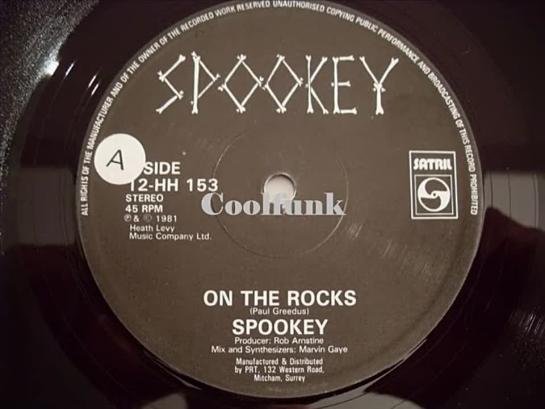 ALL RIGHTS OF THE MANUFACTURER AND OF THE OWNER OF THE RECORDED WORK RESERVED UNAUTHORISED COPYING PUBLIC PERFORMANCE AND BROADCASTING OF THIS RECORD PROHIBITED
SPOOKEY
A
SIDE
12-HH 153
STEREO
45 RPM
℗ & © 1981
Heath Levy
Music Company Ltd.
SATRIL
Coolfunk
ON THE ROCKS
(Paul Greedus)
SPOOKEY
Producer: Rob Arnstine
Mix and Synthesizers: Marvin Gaye
Manufactured & Distributed
by PRT, 132 Western Road,
Mitcham, Surrey